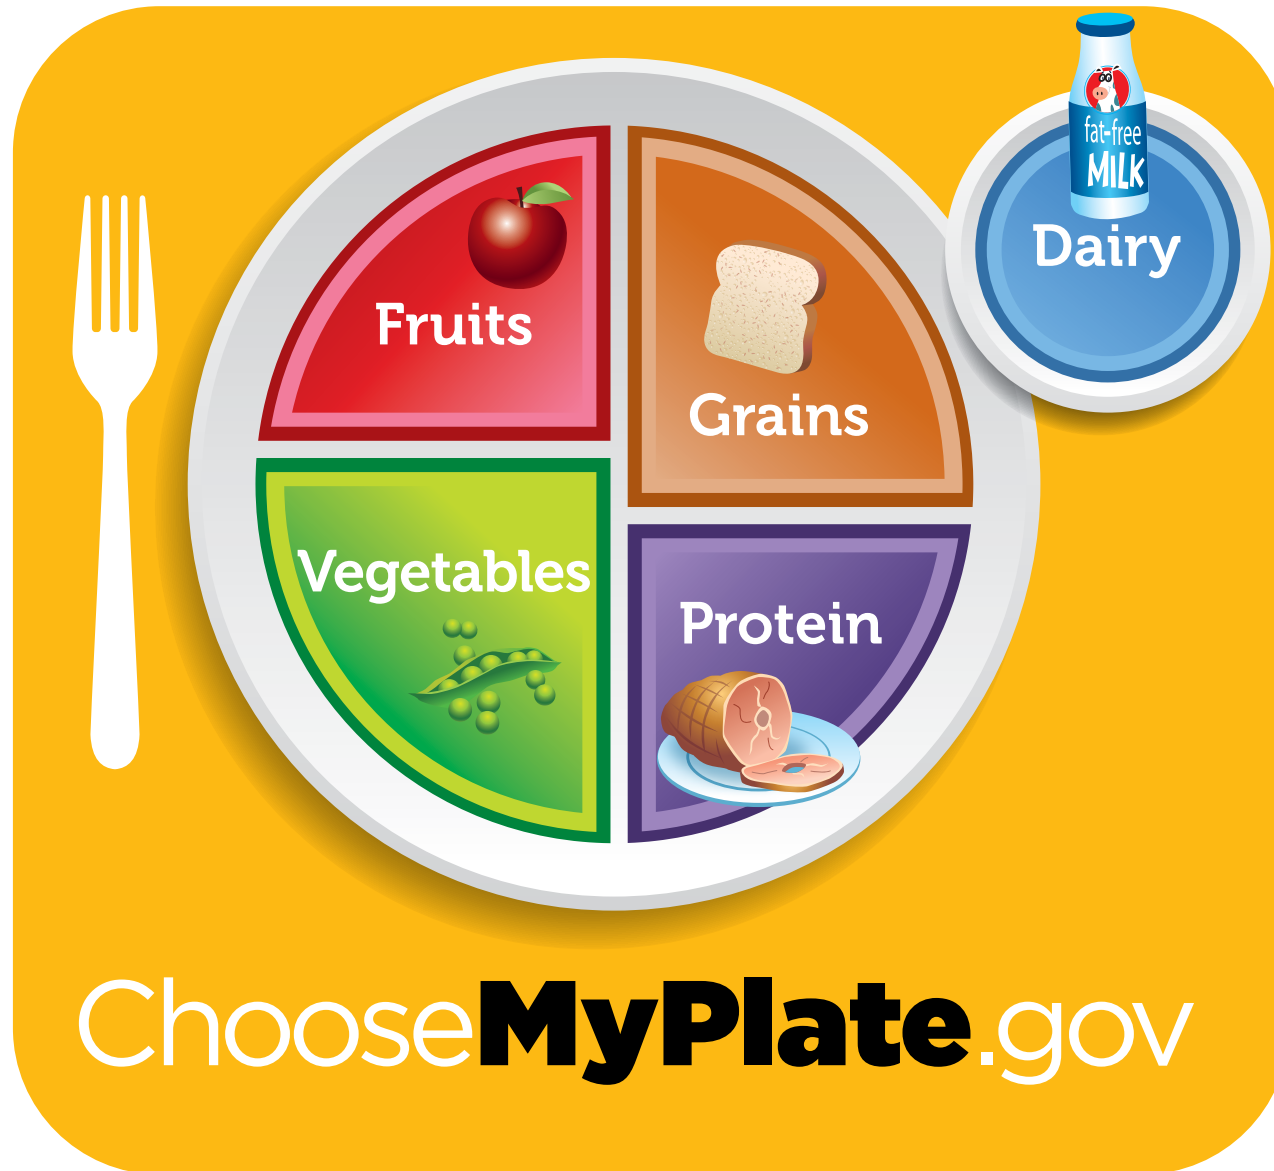 fat-free
MILK
Dairy
Fruits
Grains
Vegetables
Protein
ChooseMyPlate.gov